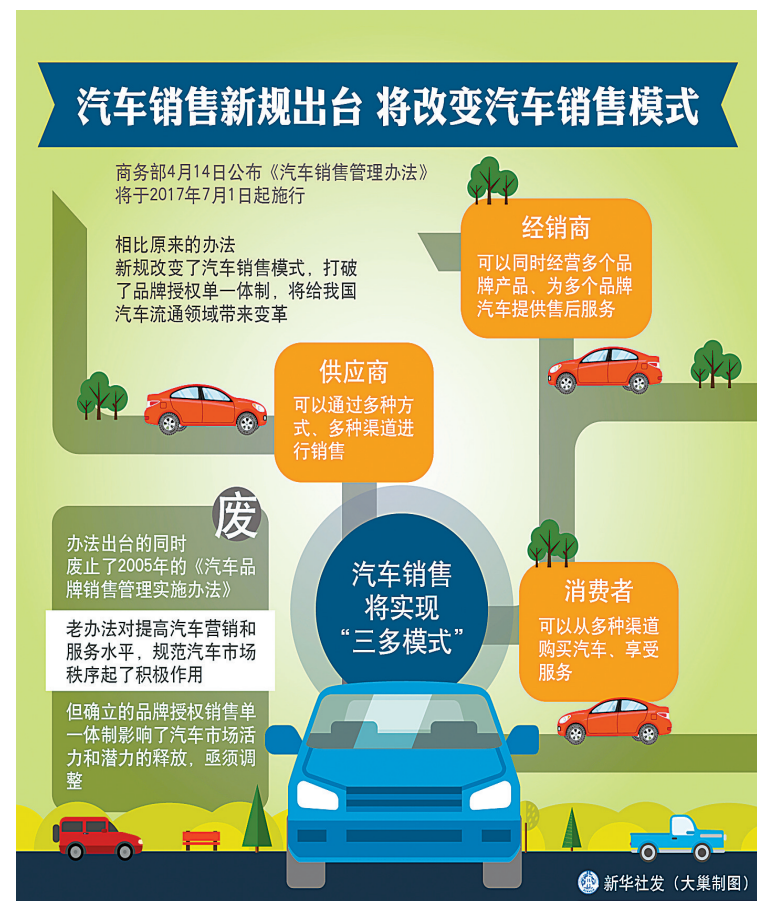 汽车销售新规出台 将改变汽车销售模式
商务部4月14日公布《汽车销售管理办法》
将于2017年7月1日起施行
相比原来的办法
新规改变了汽车销售模式，打破
了品牌授权单一体制，将给我国
汽车流通领域带来变革
经销商
可以同时经营多个品
牌产品、为多个品牌
汽车提供售后服务
供应商
可以通过多种方
式、多种渠道进
行销售
废
办法出台的同时
废止了2005年的《汽车品
牌销售管理实施办法》
老办法对提高汽车营销和
服务水平，规范汽车市场
秩序起了积极作用
但确立的品牌授权销售单
一体制影响了汽车市场活
力和潜力的释放，亟须调
整
汽车销售
将实现
“三多模式”
消费者
可以从多种渠道
购买汽车、享受
服务
新华社发（大巢制图）